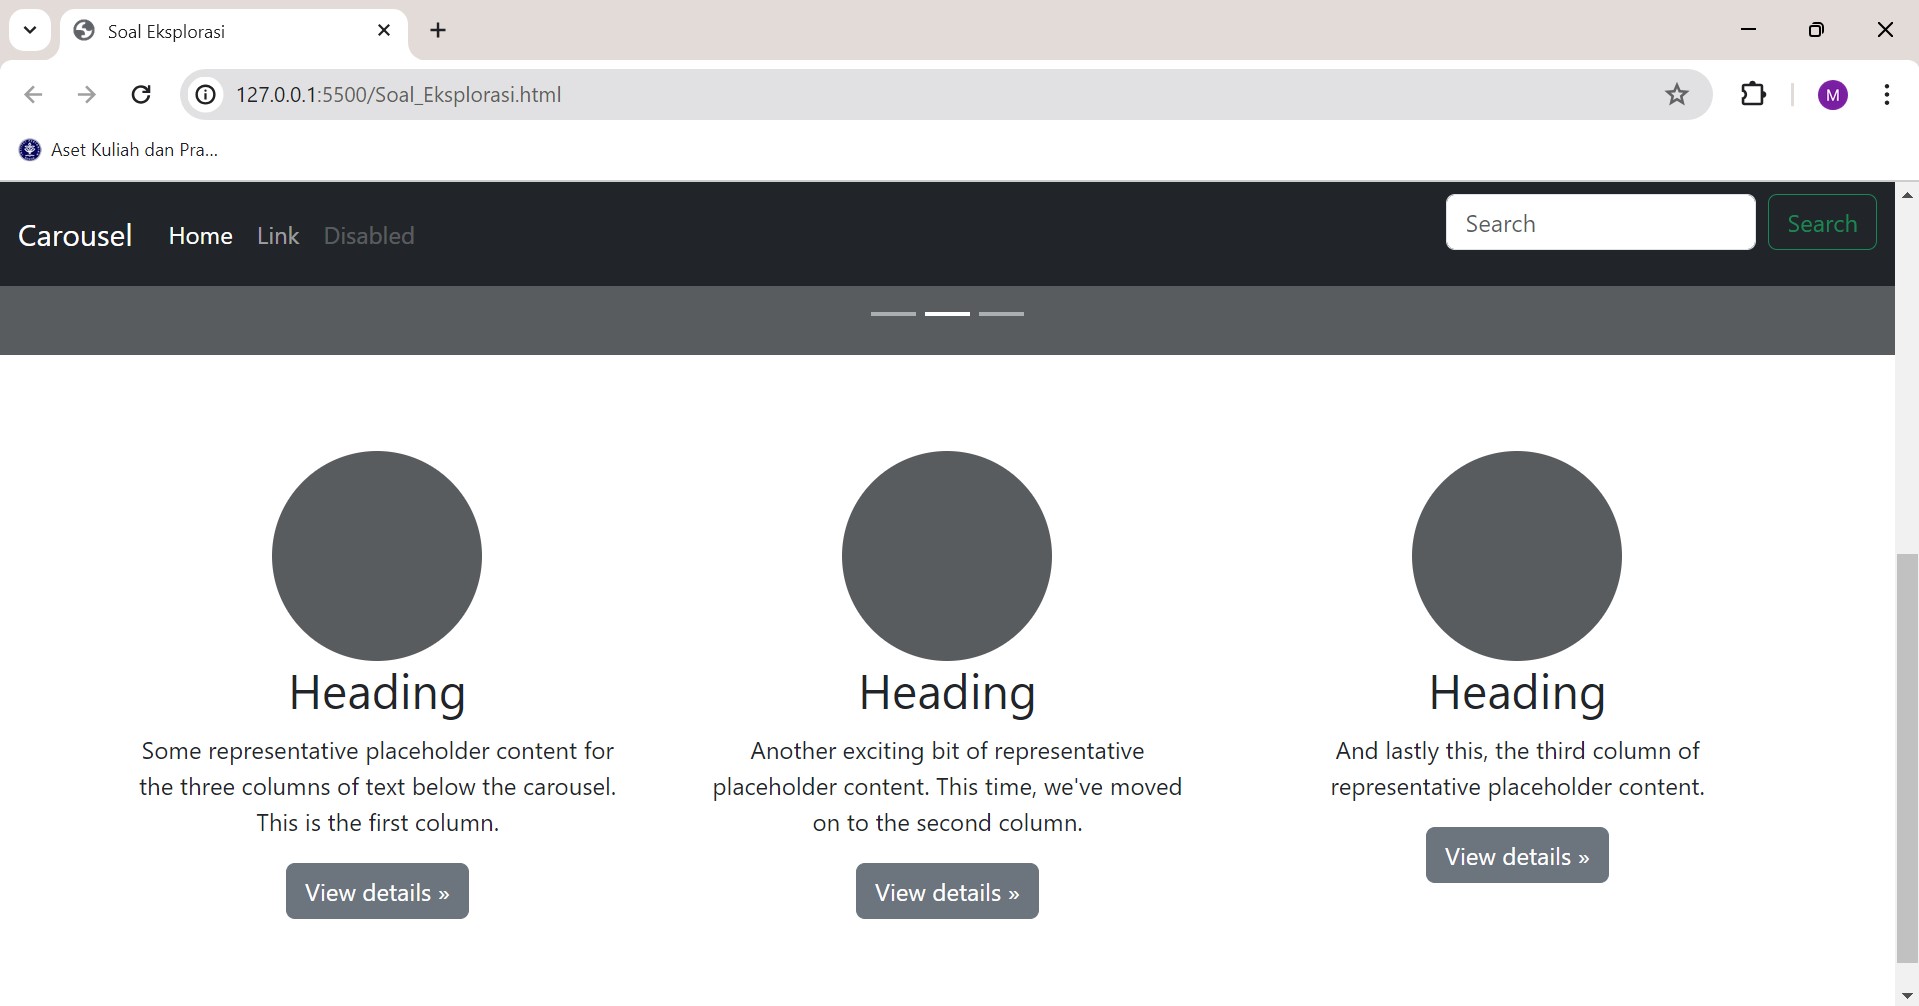 Soal Eksplorasi
127.0.0.1:5500/Soal_Eksplorasi.html
M
Aset Kuliah dan Pra...
Carousel Home Link Disabled Search Search
Heading
Some representative placeholder content for
the three columns of text below the carousel.
This is the first column.
View details »
Heading
Another exciting bit of representative
placeholder content. This time, we've moved
on to the second column.
View details »
Heading
And lastly this, the third column of
representative placeholder content.
View details »